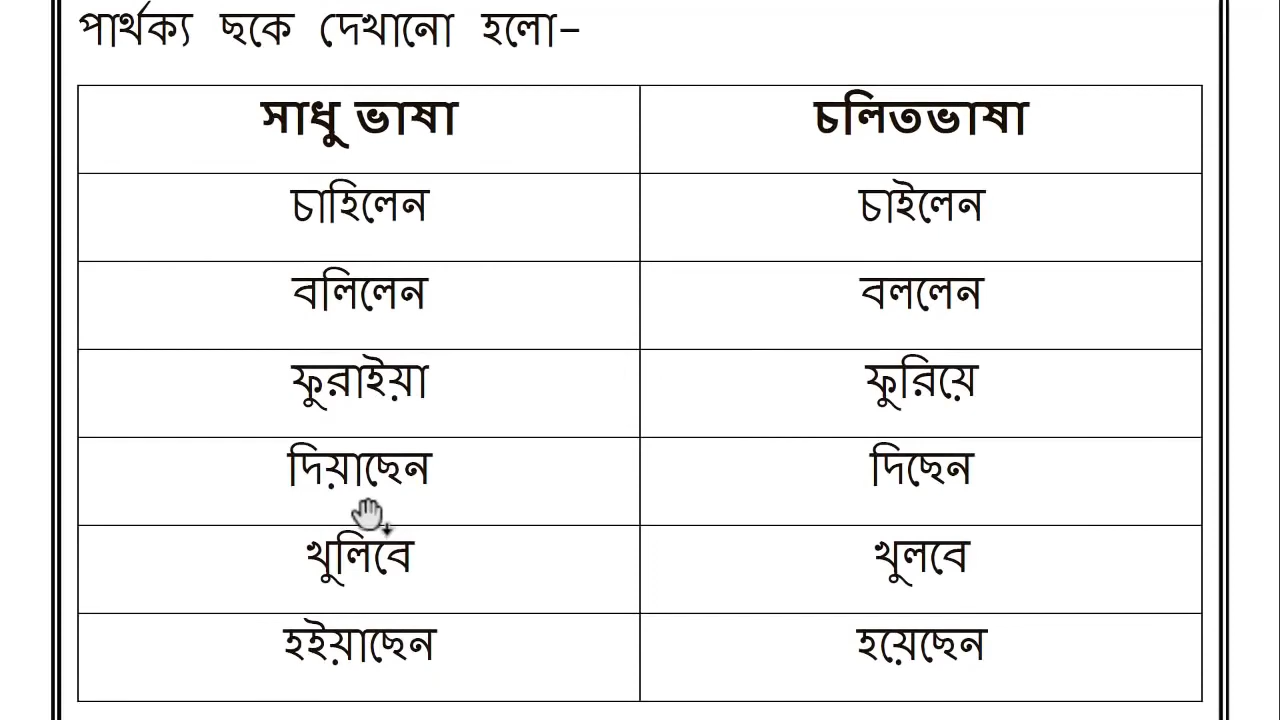 পার্থক্য ছকে দেখানো হলো–
সাধু ভাষা চলিতভাষা
চাহিলেন চাইলেন
বলিলেন বললেন
ফুরাইয়া ফুরিয়ে
দিয়াছেন দিছেন
খুলিবে খুলবে
হইয়াছেন হয়েছেন